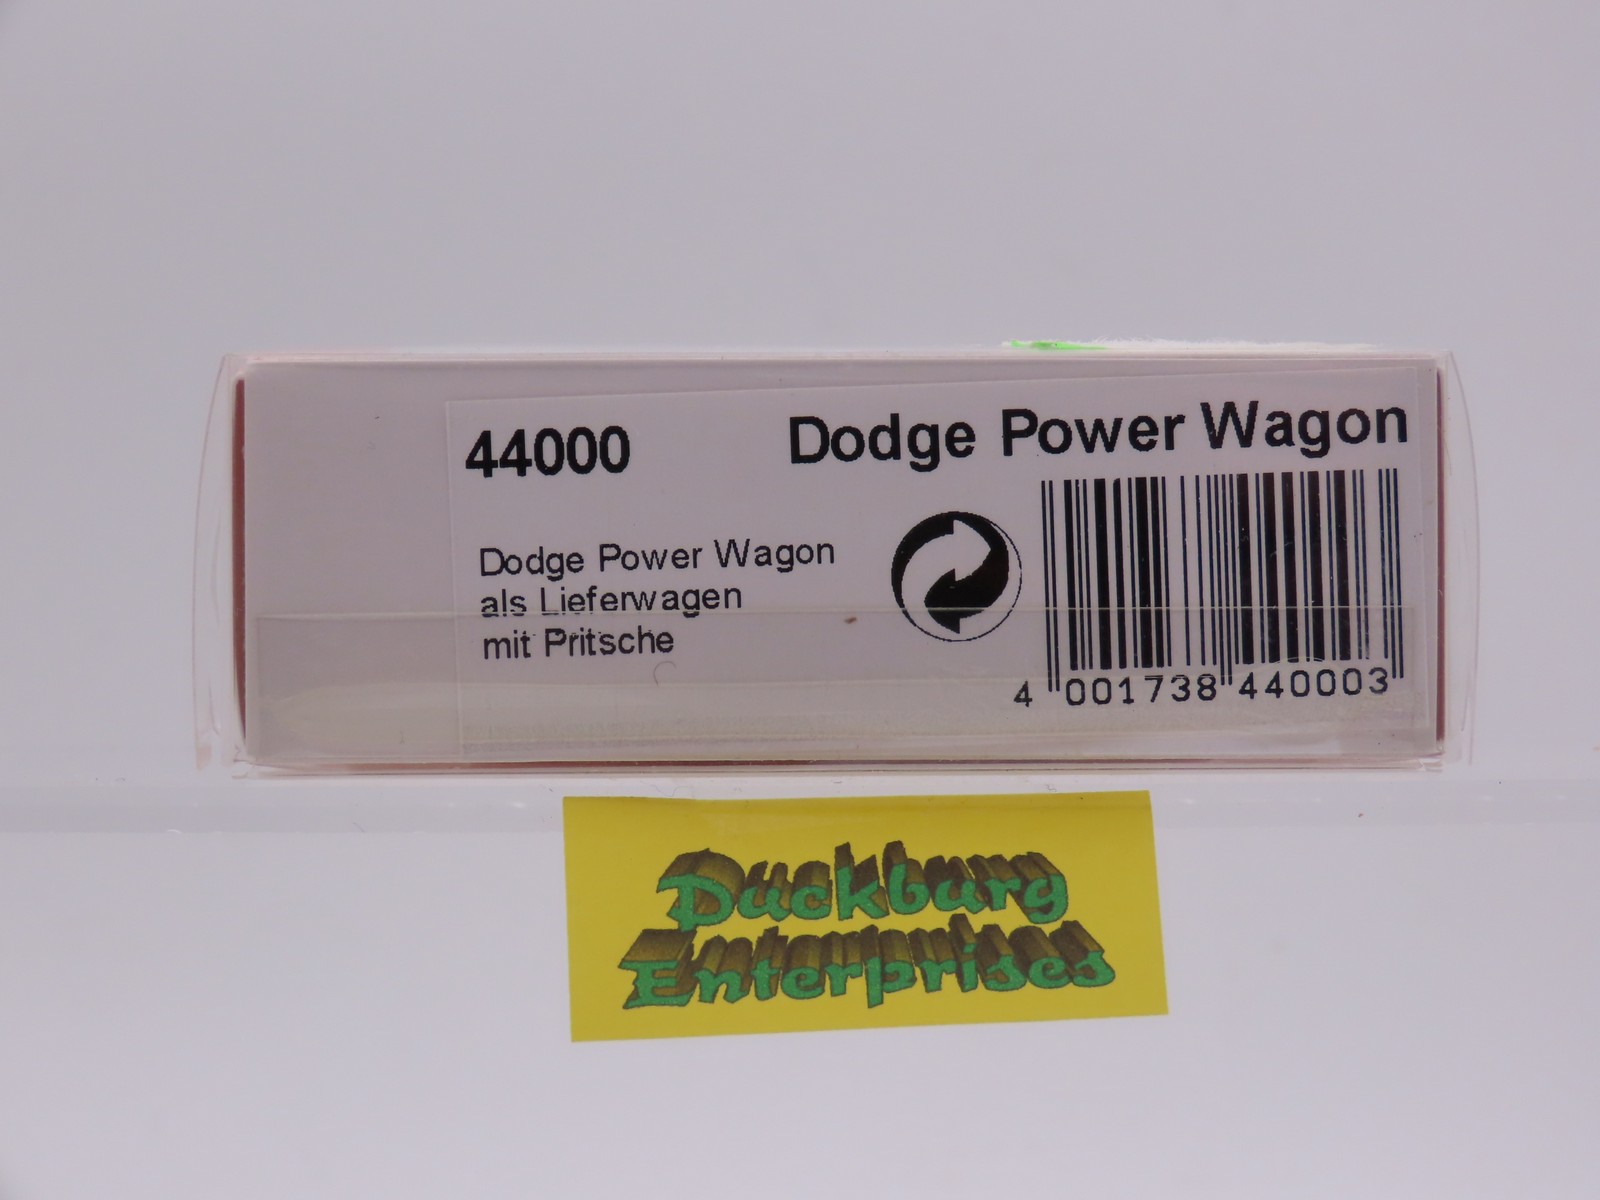 44000 Dodge Power Wagon
Dodge Power Wagon
als Lieferwagen
mit Pritsche
4 001738 440003
Duckburg
Enterprises